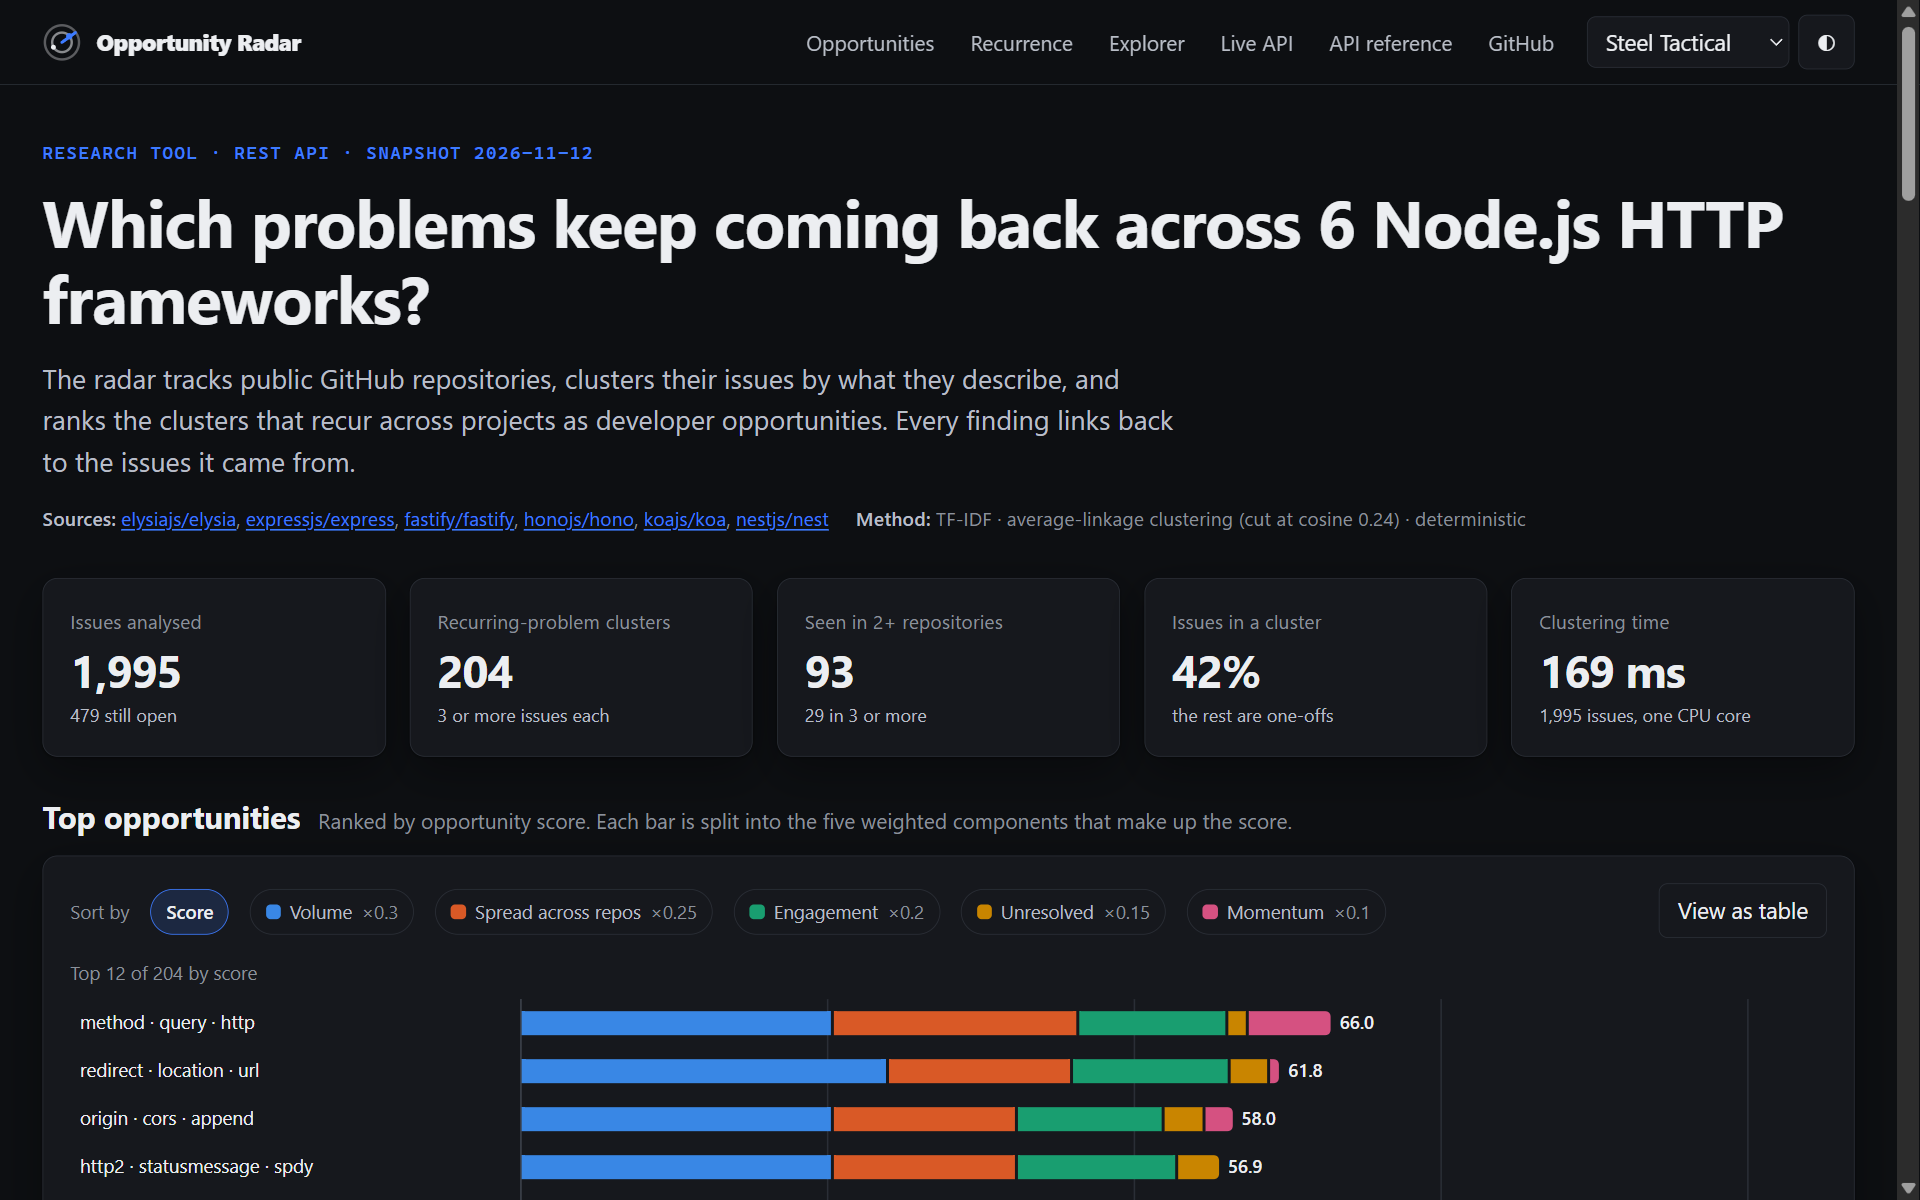 Opportunity Radar
Opportunities Recurrence Explorer Live API API reference GitHub Steel Tactical
RESEARCH TOOL · REST API · SNAPSHOT 2026-11-12
Which problems keep coming back across 6 Node.js HTTP
frameworks?
The radar tracks public GitHub repositories, clusters their issues by what they describe, and
ranks the clusters that recur across projects as developer opportunities. Every finding links back
to the issues it came from.
Sources: elysiajs/elysia, expressjs/express, fastify/fastify, honojs/hono, koajs/koa, nestjs/nest Method: TF-IDF · average-linkage clustering (cut at cosine 0.24) · deterministic
Issues analysed
1,995
479 still open
Recurring-problem clusters
204
3 or more issues each
Seen in 2+ repositories
93
29 in 3 or more
Issues in a cluster
42%
the rest are one-offs
Clustering time
169 ms
1,995 issues, one CPU core
Top opportunities Ranked by opportunity score. Each bar is split into the five weighted components that make up the score.
Sort by Score Volume ×0.3 Spread across repos ×0.25 Engagement ×0.2 Unresolved ×0.15 Momentum ×0.1 View as table
Top 12 of 204 by score
method · query · http 66.0
redirect · location · url 61.8
origin · cors · append 58.0
http2 · statusmessage · spdy 56.9